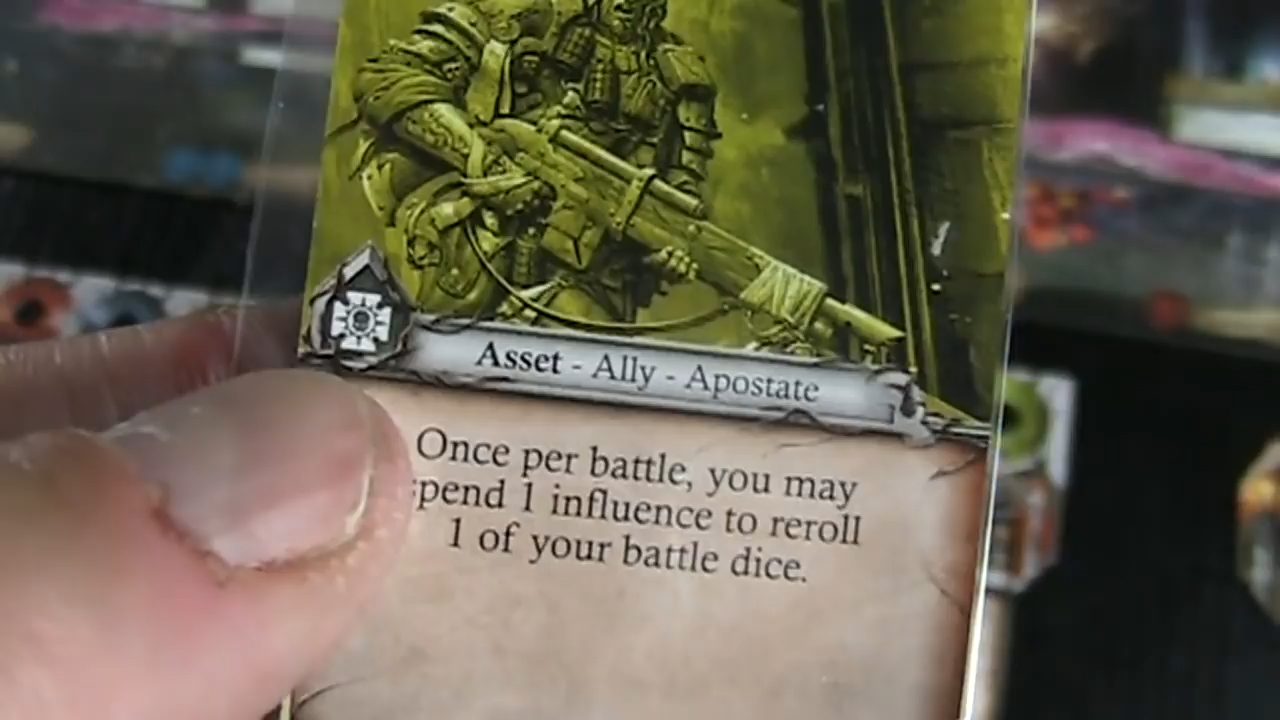 Asset - Ally - Apostate
Once per battle, you may
spend 1 influence to reroll
1 of your battle dice.